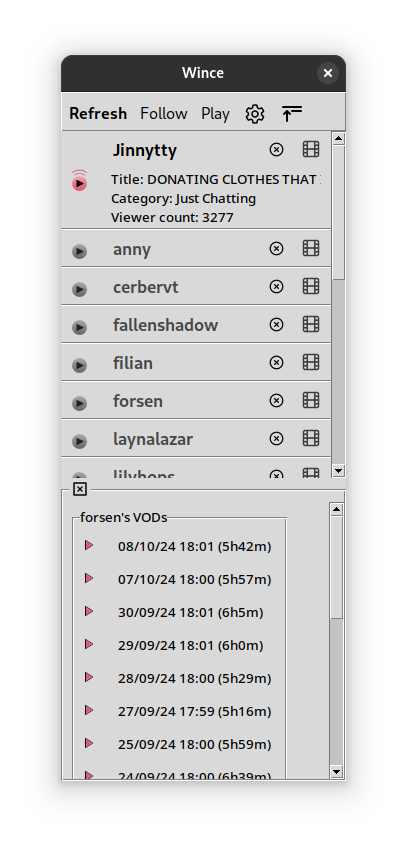 Wince
Refresh Follow Play
Jinnytty
Title: DONATING CLOTHES THAT
Category: Just Chatting
Viewer count: 3277
anny
cerbervt
fallenshadow
filian
forsen
laynalazar
lilyhops
forsen's VODs
08/10/24 18:01 (5h42m)
07/10/24 18:00 (5h57m)
30/09/24 18:01 (6h5m)
29/09/24 18:01 (6h0m)
28/09/24 18:00 (5h29m)
27/09/24 17:59 (5h16m)
25/09/24 18:00 (5h59m)
24/09/24 18:00 (6h39m)